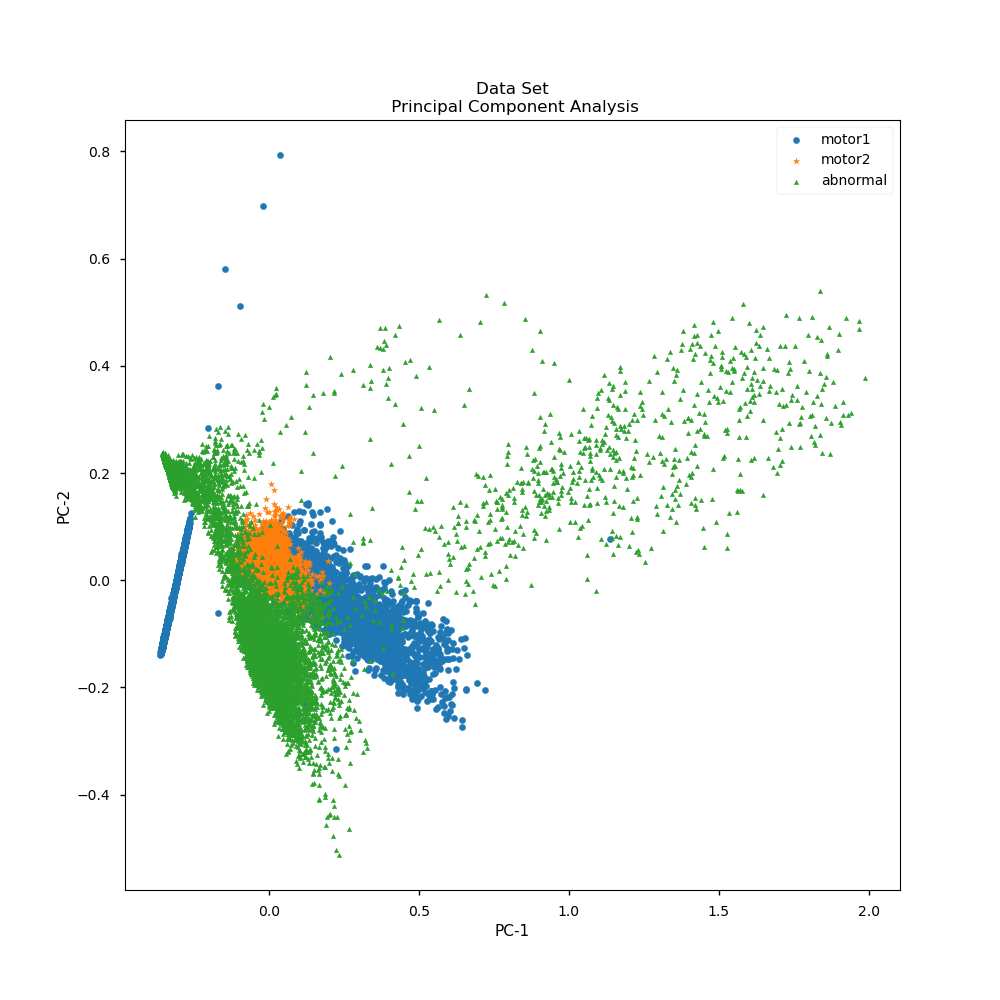 Data Set
Principal Component Analysis
motor1
motor2
abnormal
PC-2
0.8
0.6
0.4
0.2
0.0
−0.2
−0.4
0.0 0.5 1.0 1.5 2.0
PC-1